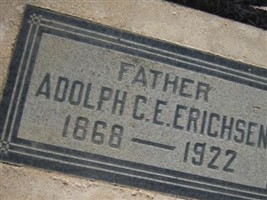 FATHER
ADOLPH C. E. ERICHSEN
1868 — 1922